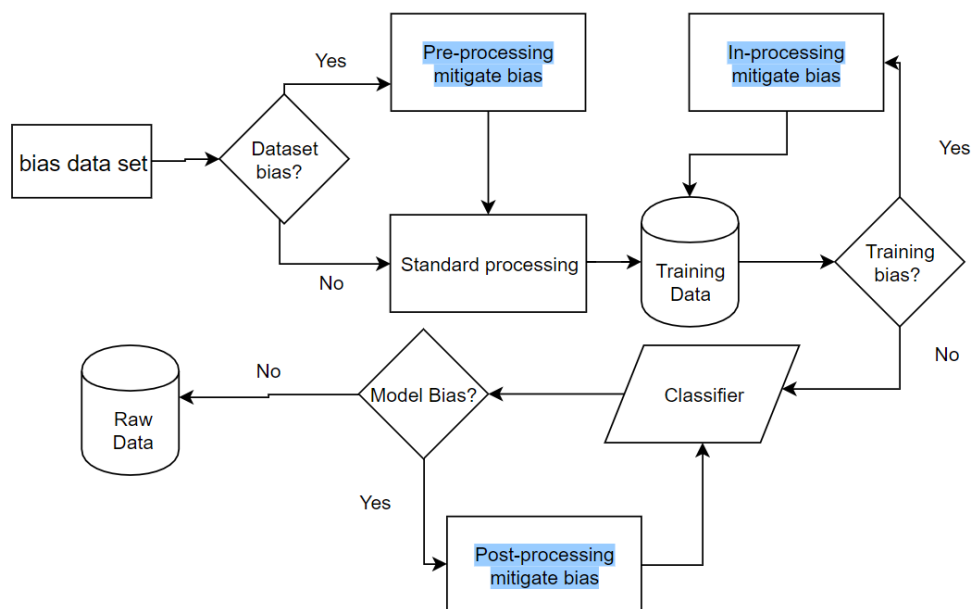 Pre-processing
mitigate bias
In-processing
mitigate bias
Yes
bias data set
Dataset
bias?
Yes
No
Standard processing
Training
Data
Training
bias?
No
No
Raw
Data
Model Bias?
Classifier
Yes
Post-processing
mitigate bias